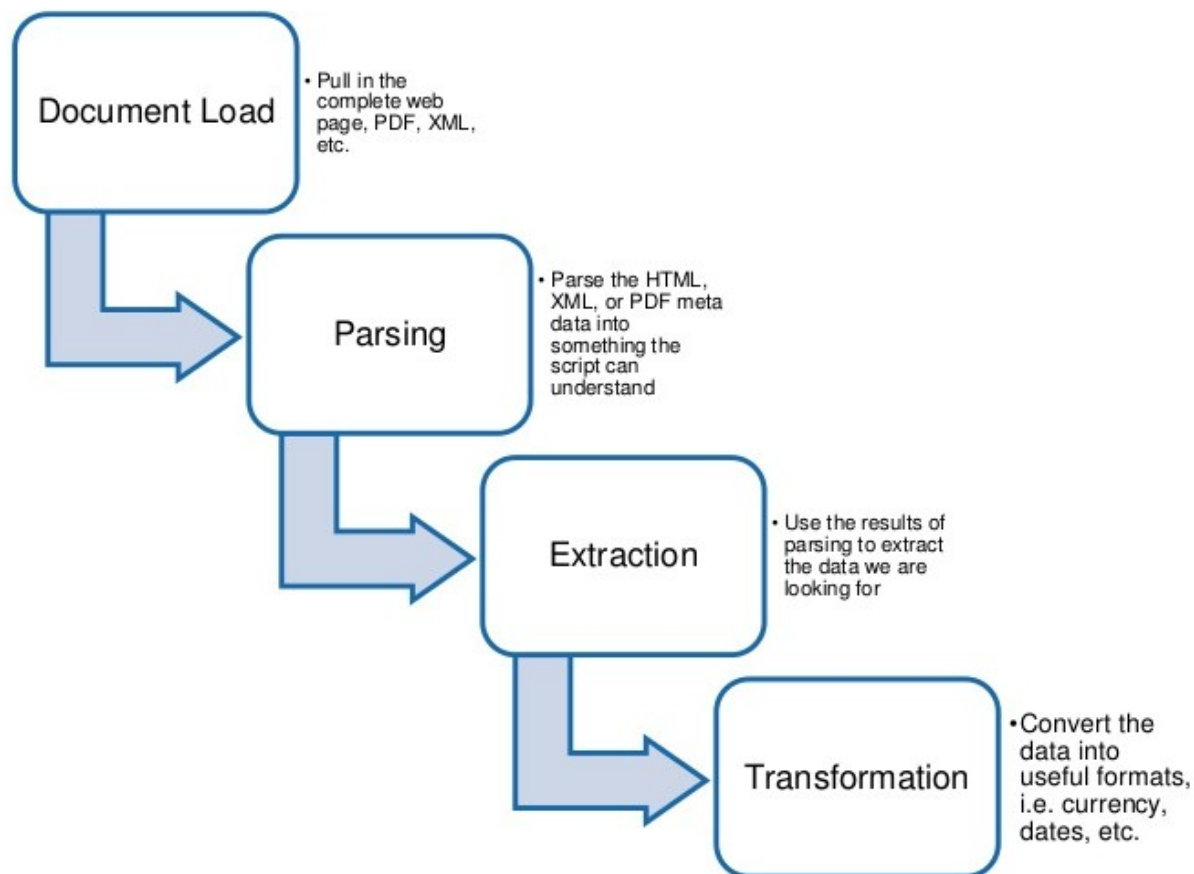 Document Load
• Pull in the
complete web
page, PDF, XML,
etc.
Parsing
• Parse the HTML,
XML, or PDF meta
data into
something the
script can
understand
Extraction
• Use the results of
parsing to extract
the data we are
looking for
Transformation
•Convert the
data into
useful formats,
i.e. currency,
dates, etc.